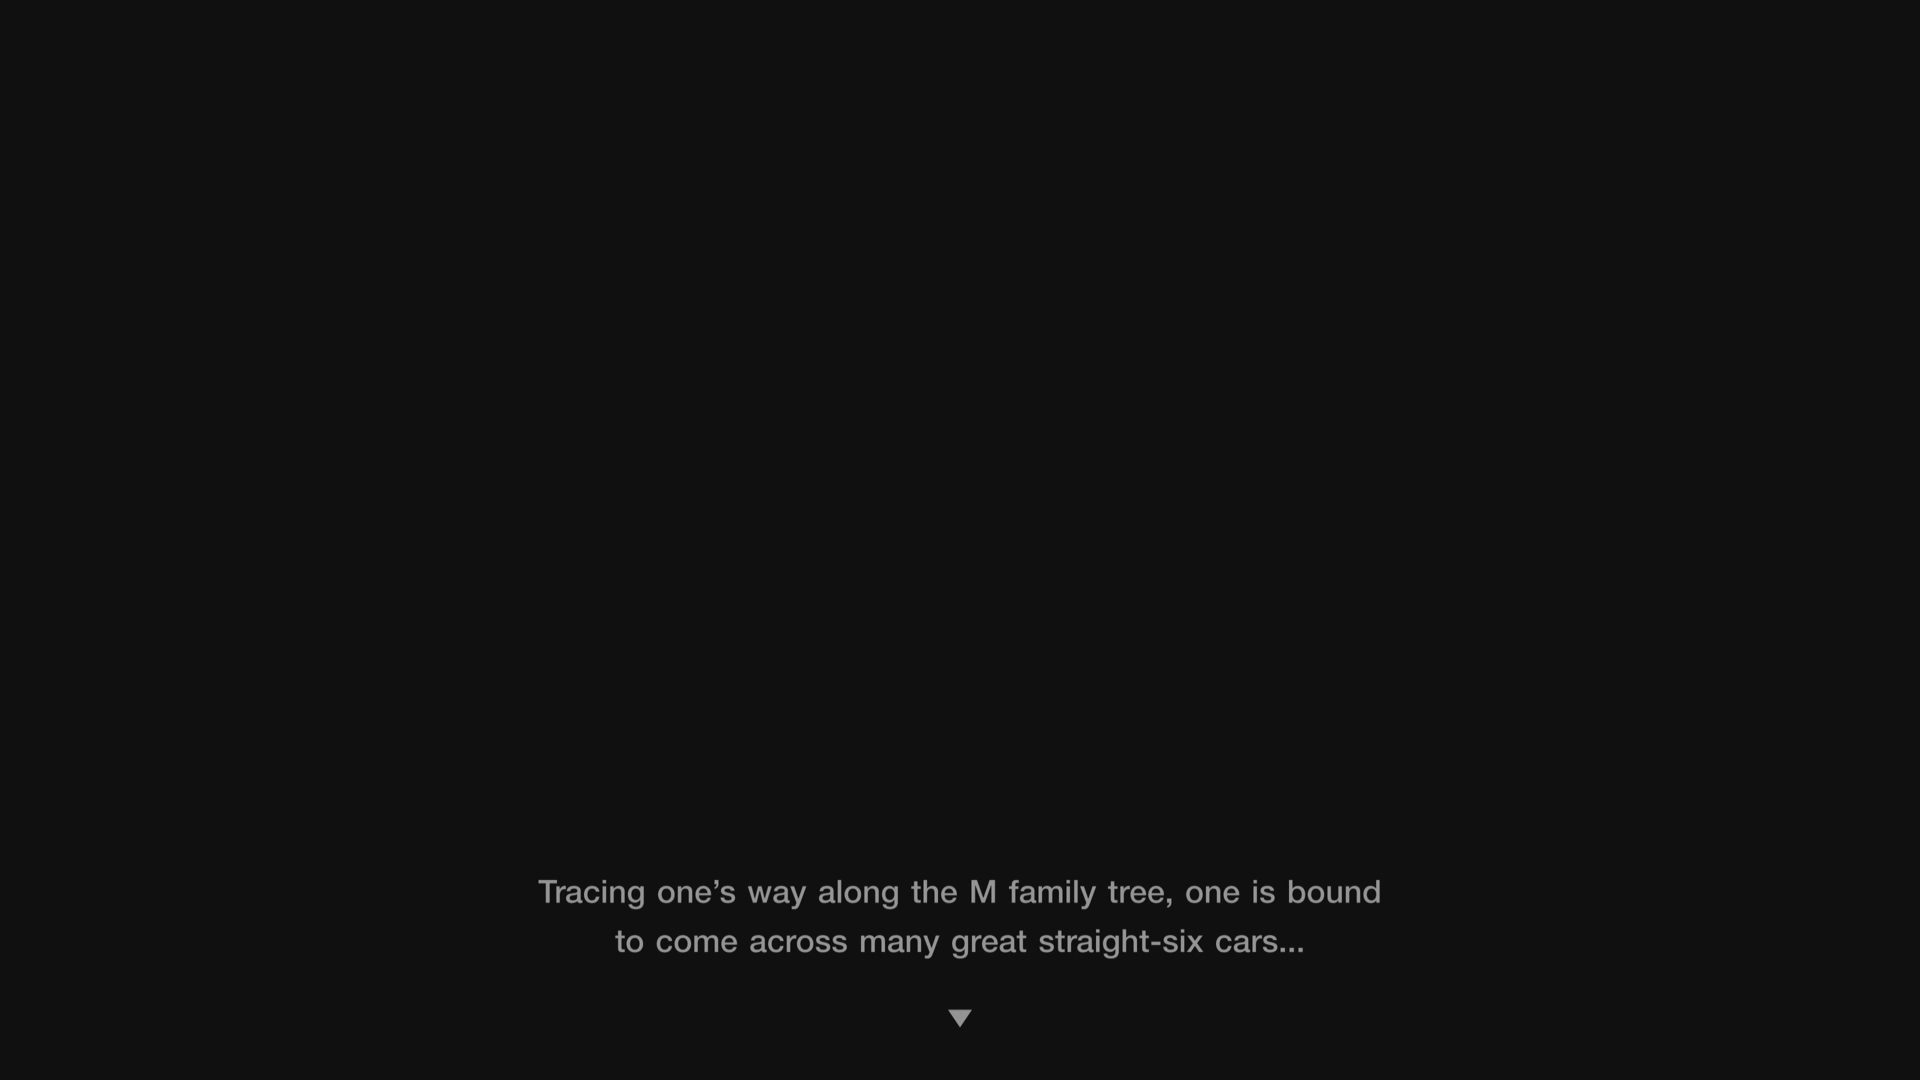 Tracing one’s way along the M family tree, one is bound
to come across many great straight-six cars...